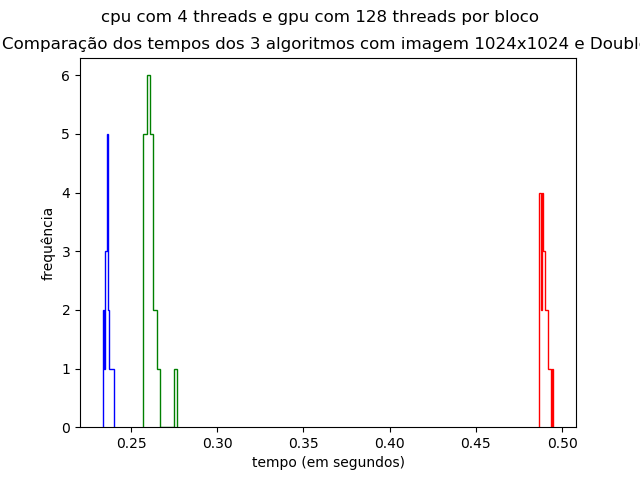 cpu com 4 threads e gpu com 128 threads por bloco
Comparação dos tempos dos 3 algoritmos com imagem 1024x1024 e Double
6
5
4
3
2
1
0
frequência
0.25 0.30 0.35 0.40 0.45 0.50
tempo (em segundos)